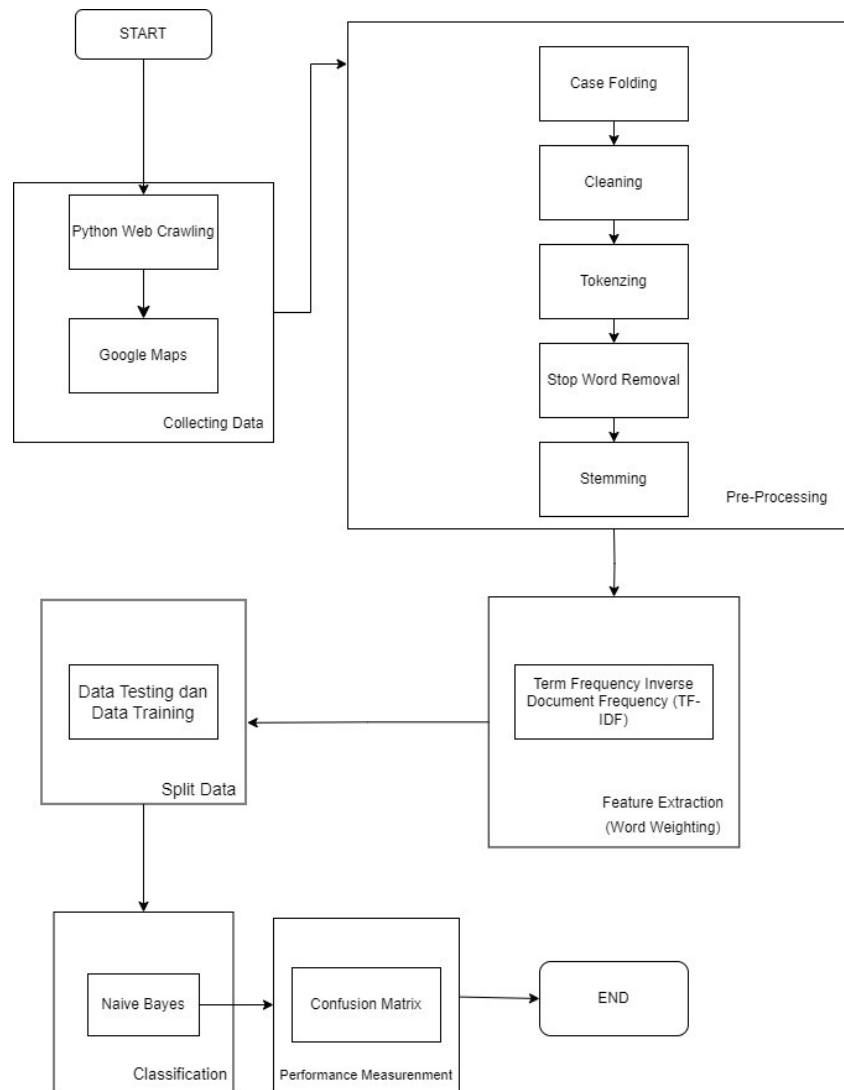 START
Python Web Crawling
Google Maps
Collecting Data
Case Folding
Cleaning
Tokenzing
Stop Word Removal
Stemming
Pre-Processing
Term Frequency Inverse
Document Frequency (TF-
IDF)
Feature Extraction
(Word Weighting)
Data Testing dan
Data Training
Split Data
Naive Bayes
Classification
Confusion Matrix
Performance Measurenment
END